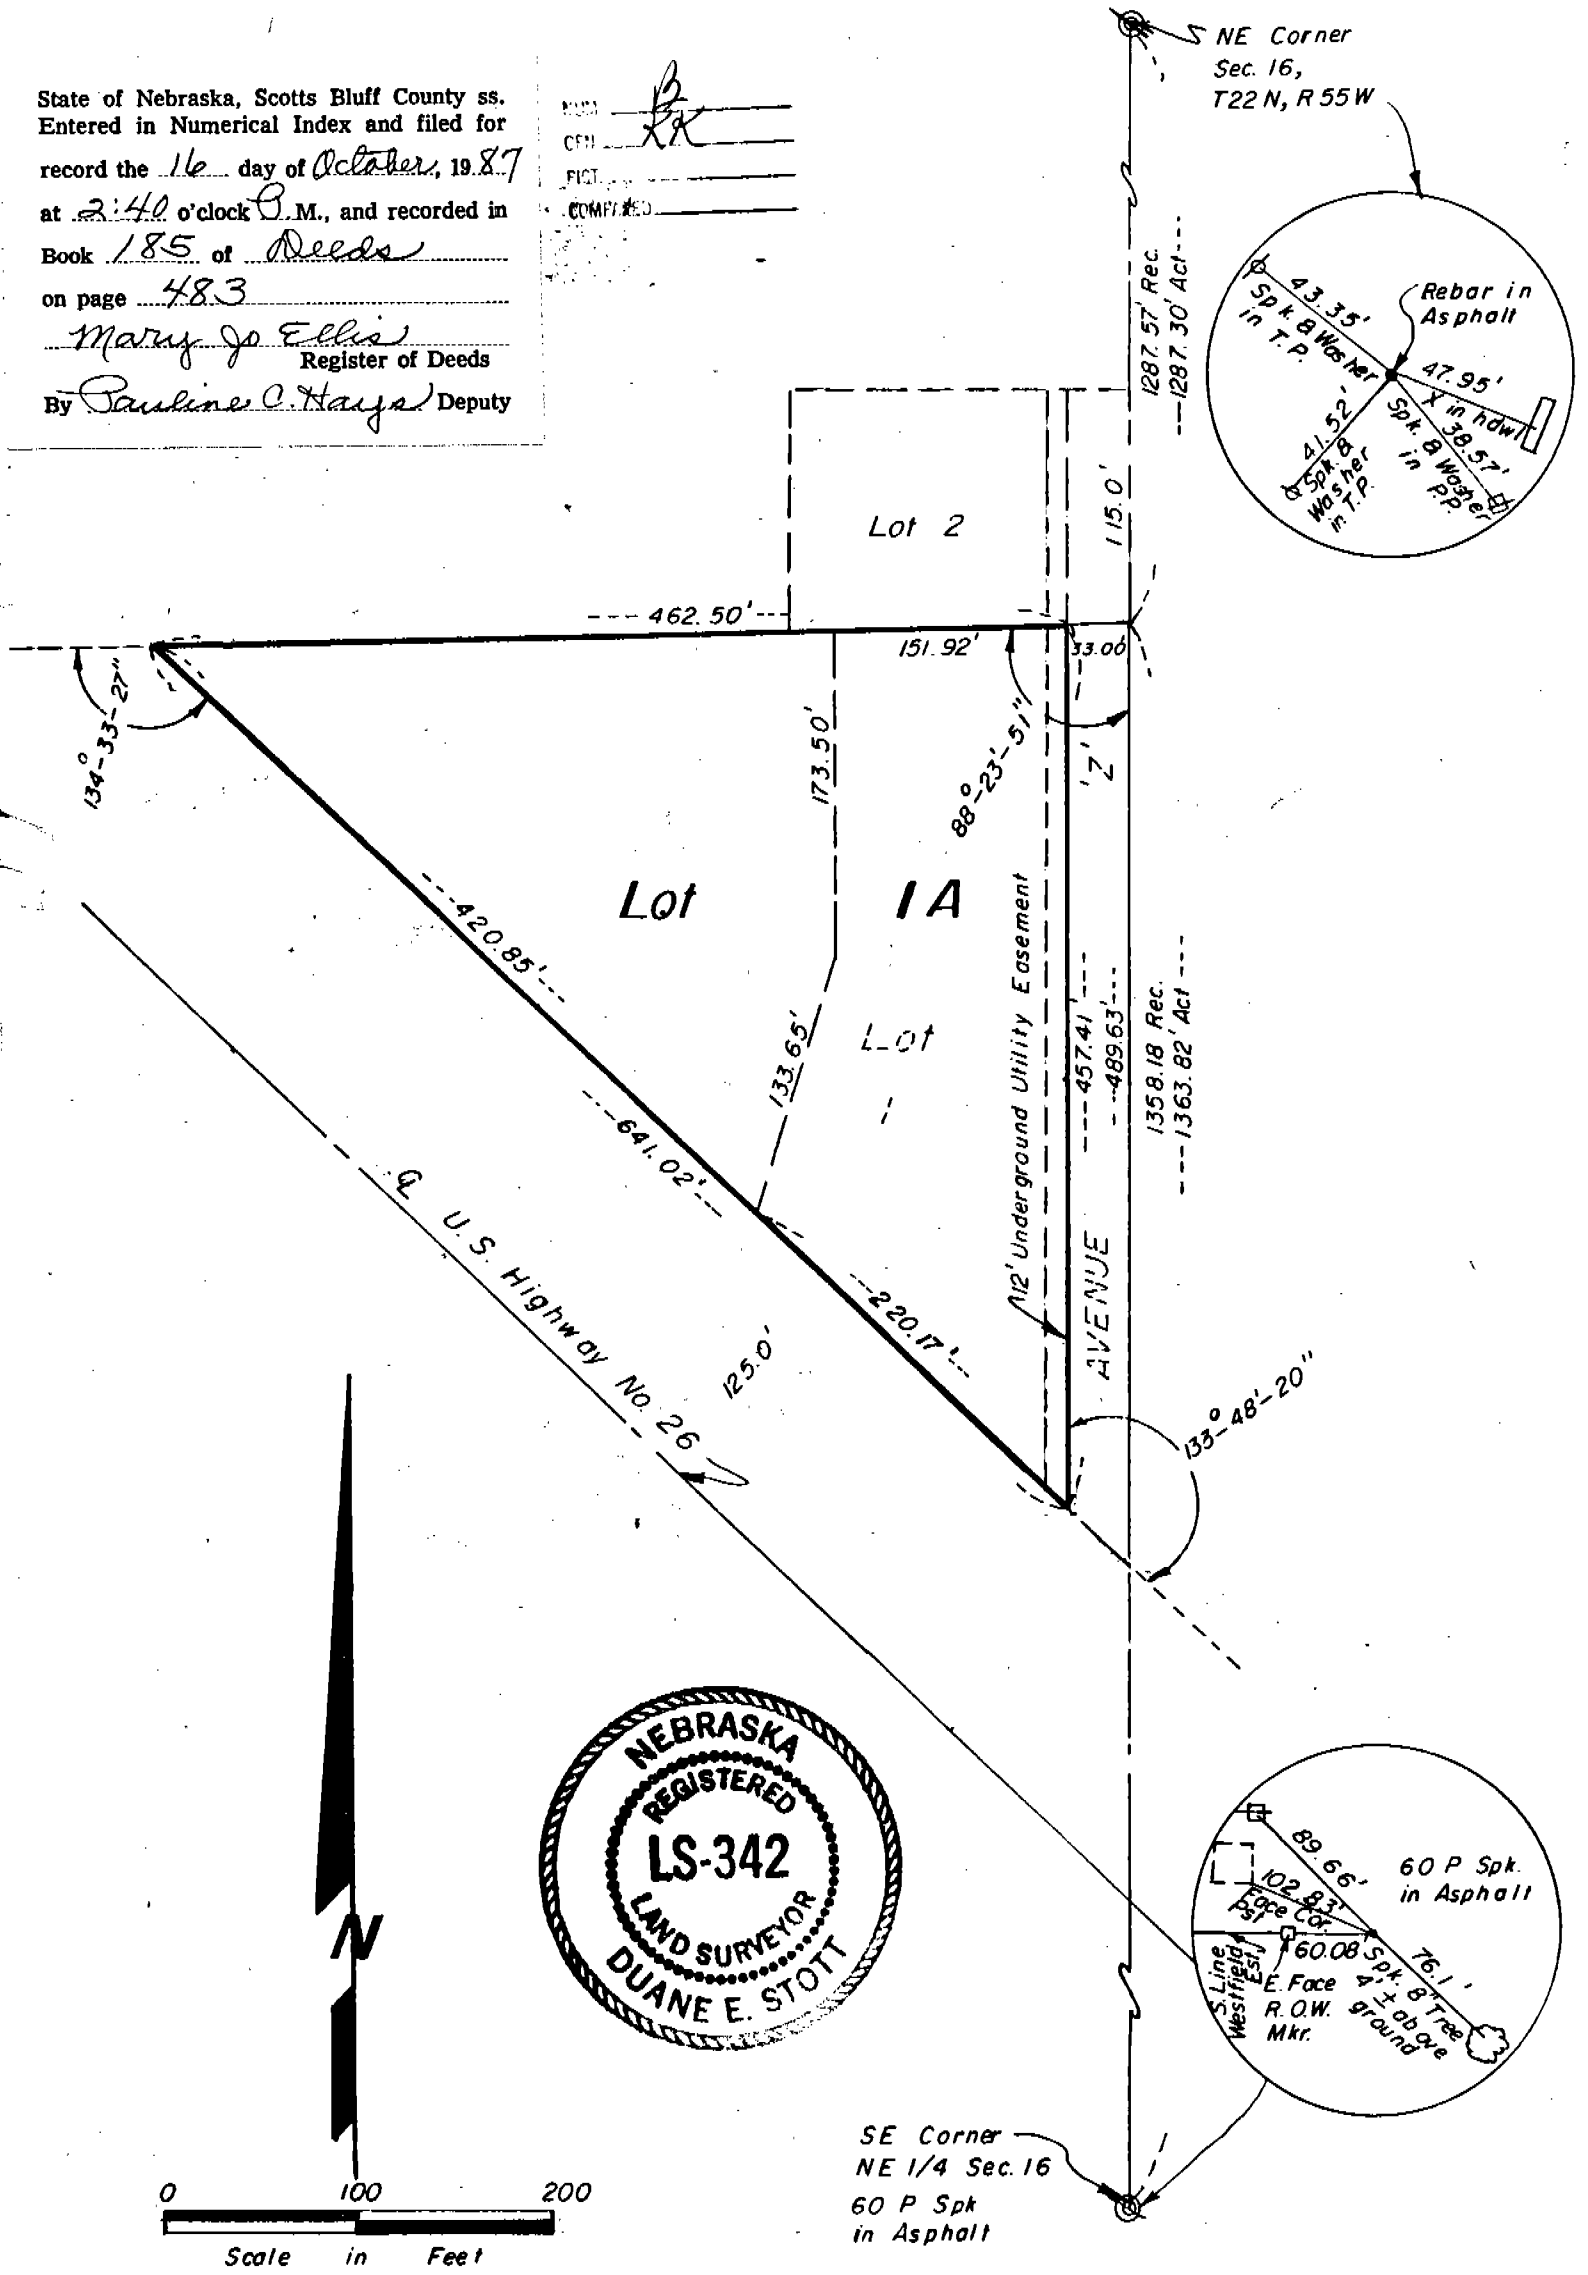 State of Nebraska, Scotts Bluff County ss.
Entered in Numerical Index and filed for
record the 16 day of October, 1987
at 2:40 o'clock P.M., and recorded in
Book 185 of Deeds
on page 483
Mary Jo Ellis
Register of Deeds
By Pauline C. Hays Deputy
NUM
COMPARED
NE Corner
Sec. 16,
T22N, R55W
1287.57' Rec.
---1287.30' Act---
43.35'
Spk. & Washer
in T.P.
Rebar in
Asphalt
47.95'
X in hdwl
38.57'
Spk. & Washer
in P.P.
41.52'
Spk. &
Washer
in T.P.
115.0'
Lot 2
---462.50'---
151.92'
33.00
134°-33'-27"
173.50'
88°-23'-51"
'Z'
Lot 1A
---420.85'---
133.65'
Lot
1
12' Underground Utility Easement
---457.41'---
---489.63'---
1358.18 Rec.
---1363.82' Act---
---641.02'---
---220.17'---
AVENUE
℄ U.S. Highway No. 26
125.0'
133°-48'-20"
N
NEBRASKA
REGISTERED
LS-342
LAND SURVEYOR
DUANE E. STOTT
89.66'
102.83'
Face Cor.
Pst
60 P Spk.
in Asphalt
60.08
S. Line
Westfield
Est.
E. Face
R.O.W.
Mkr.
76.1'
Spk. 8" Tree
4' ± above
ground
SE Corner
NE 1/4 Sec. 16
60 P Spk
in Asphalt
0 100 200
Scale in Feet